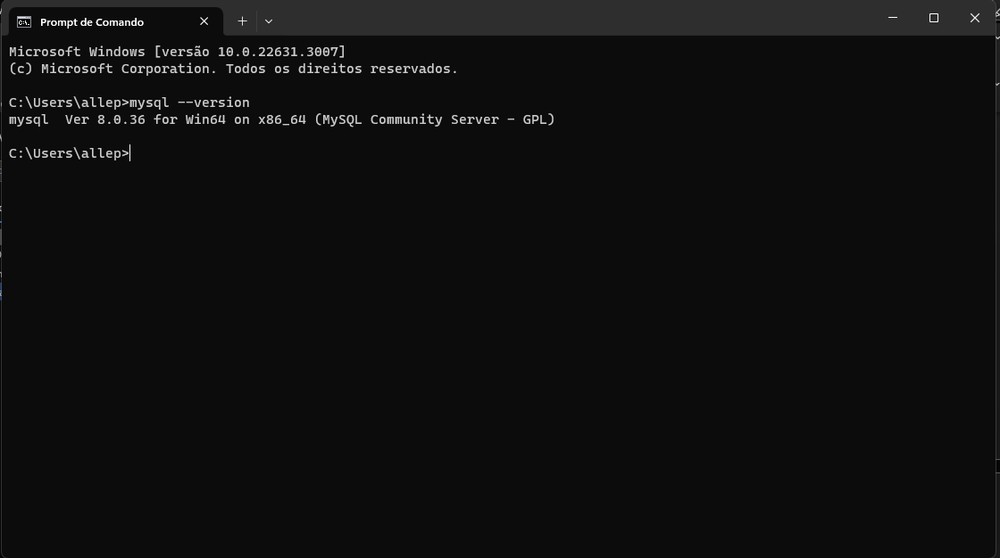 Prompt de Comando
Microsoft Windows [versão 10.0.22631.3007]
(c) Microsoft Corporation. Todos os direitos reservados.
C:\Users\allep>mysql --version
mysql  Ver 8.0.36 for Win64 on x86_64 (MySQL Community Server - GPL)
C:\Users\allep>